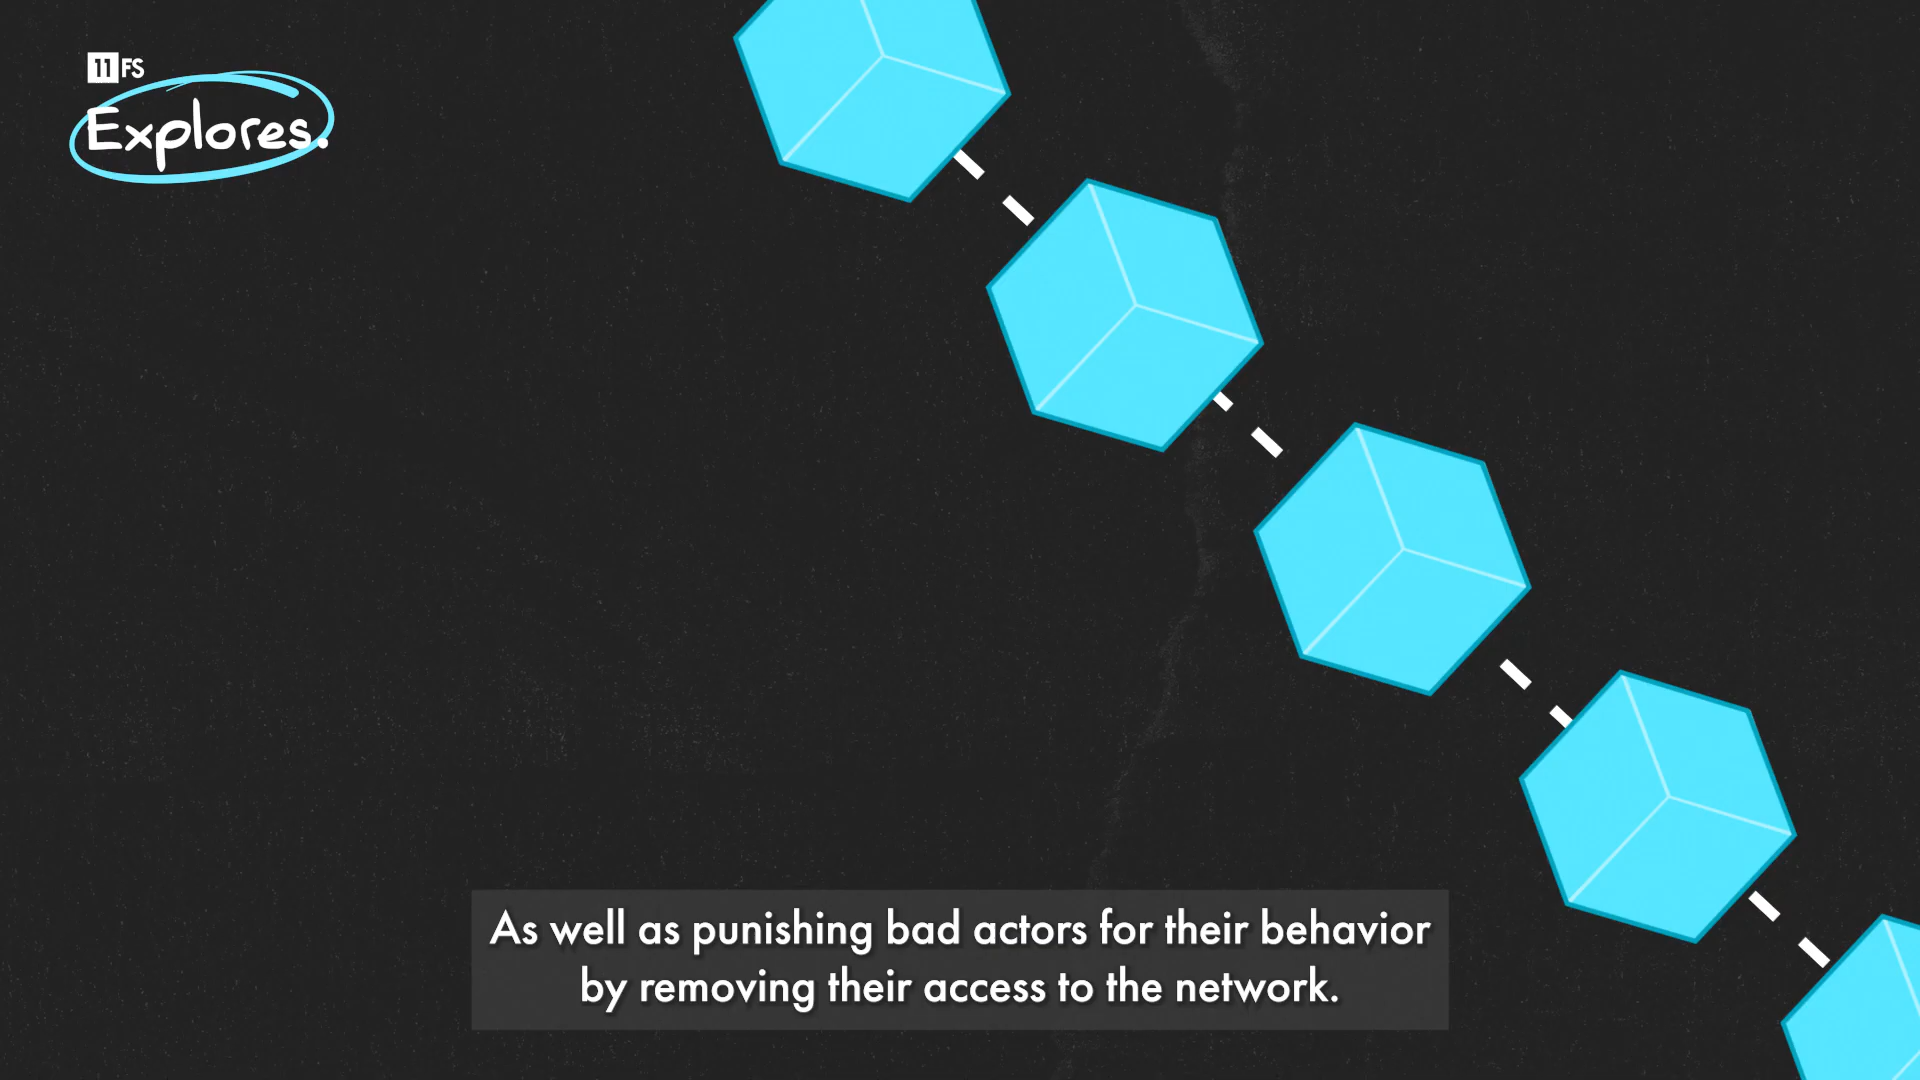 11FS
Explores.
As well as punishing bad actors for their behavior
by removing their access to the network.